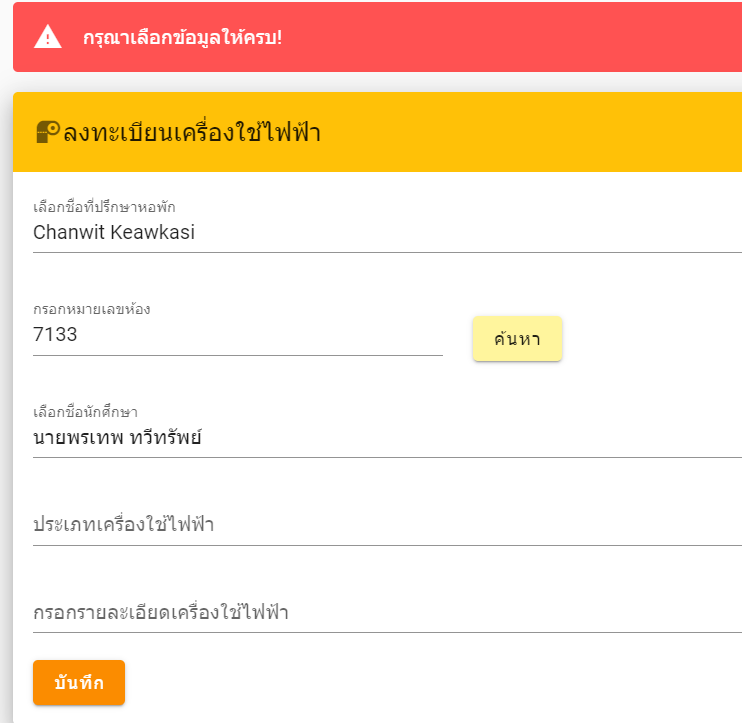 กรุณาเลือกข้อมูลให้ครบ!
ลงทะเบียนเครื่องใช้ไฟฟ้า
เลือกชื่อที่ปรึกษาหอพัก
Chanwit Keawkasi
กรอกหมายเลขห้อง
7133
ค้นหา
เลือกชื่อนักศึกษา
นายพรเทพ ทวีทรัพย์
ประเภทเครื่องใช้ไฟฟ้า
กรอกรายละเอียดเครื่องใช้ไฟฟ้า
บันทึก